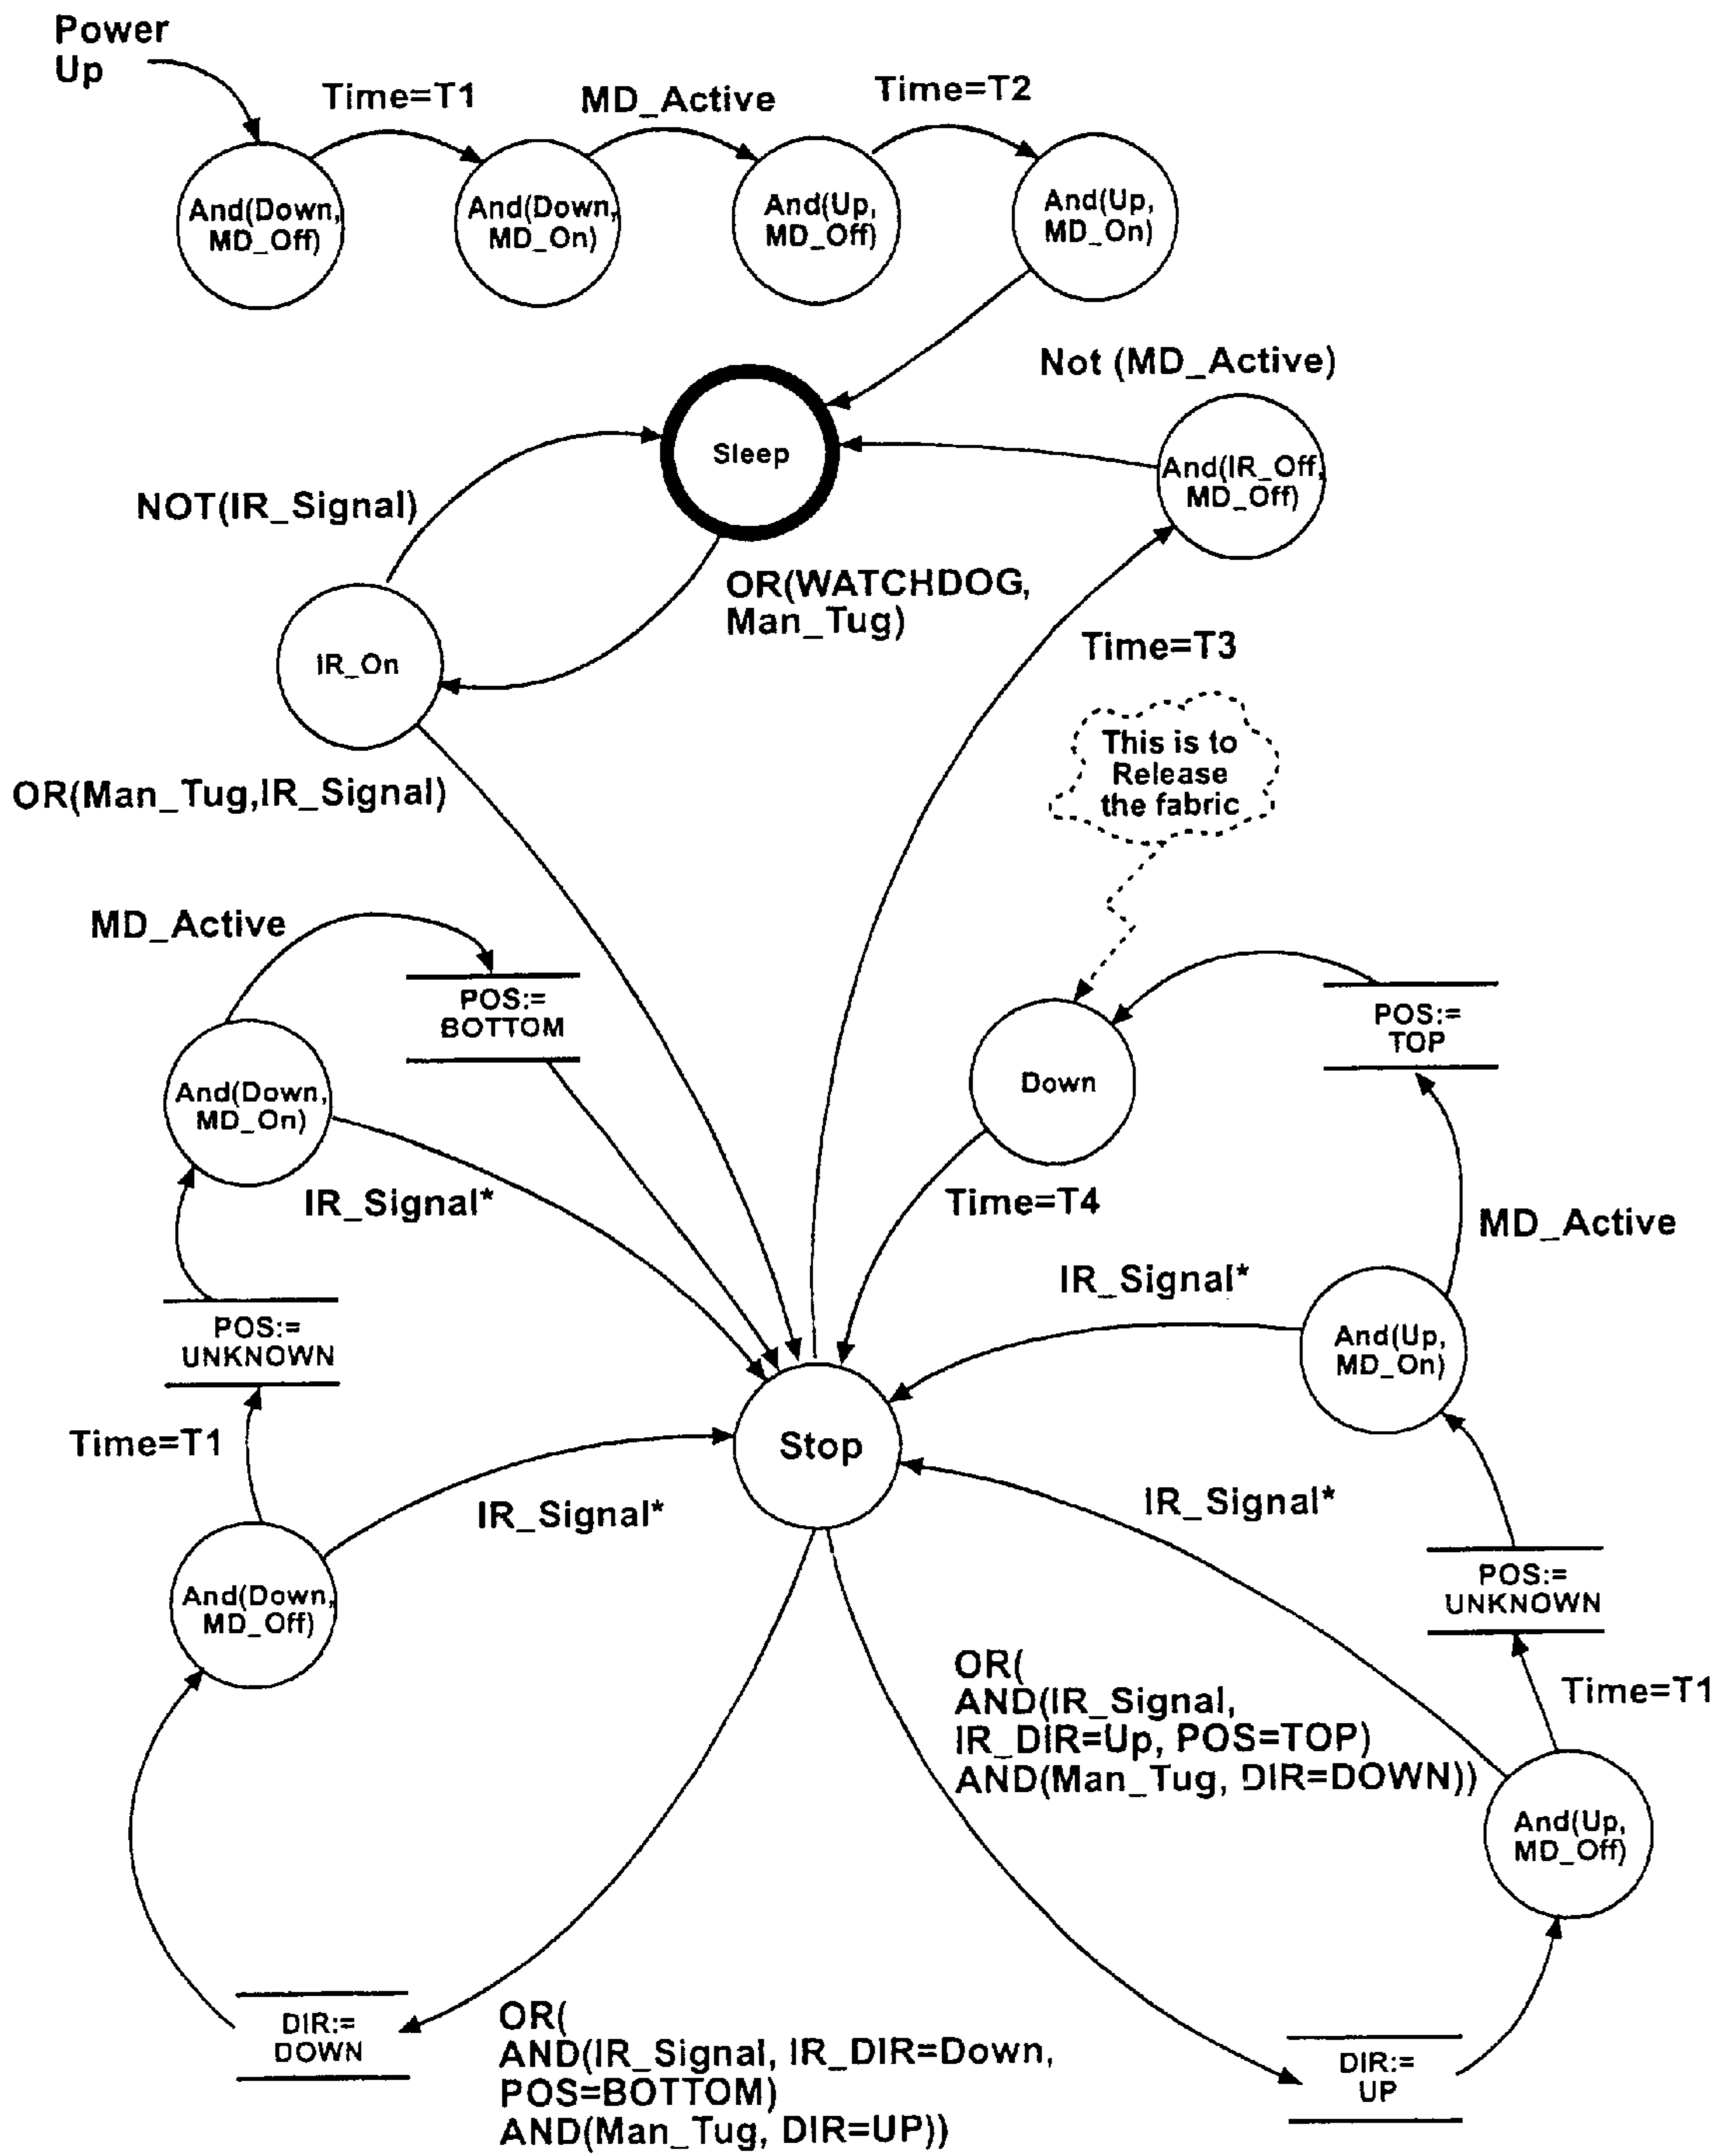 Power
Up
Time=T1
MD_Active
Time=T2
And(Down,
MD_Off)
And(Down,
MD_On)
And(Up,
MD_Off)
And(Up,
MD_On)
Not (MD_Active)
Sleep
And(IR_Off,
MD_Off)
NOT(IR_Signal)
OR(WATCHDOG,
Man_Tug)
IR_On
Time=T3
This is to
Release
the fabric
OR(Man_Tug,IR_Signal)
MD_Active
POS:=
BOTTOM
POS:=
TOP
And(Down,
MD_On)
Down
IR_Signal*
Time=T4
MD_Active
IR_Signal*
POS:=
UNKNOWN
And(Up,
MD_On)
Time=T1
Stop
IR_Signal*
IR_Signal*
And(Down,
MD_Off)
POS:=
UNKNOWN
OR(
AND(IR_Signal,
IR_DIR=Up, POS=TOP)
AND(Man_Tug, DIR=DOWN))
Time=T1
And(Up,
MD_Off)
DIR:=
DOWN
OR(
AND(IR_Signal, IR_DIR=Down,
POS=BOTTOM)
AND(Man_Tug, DIR=UP))
DIR:=
UP